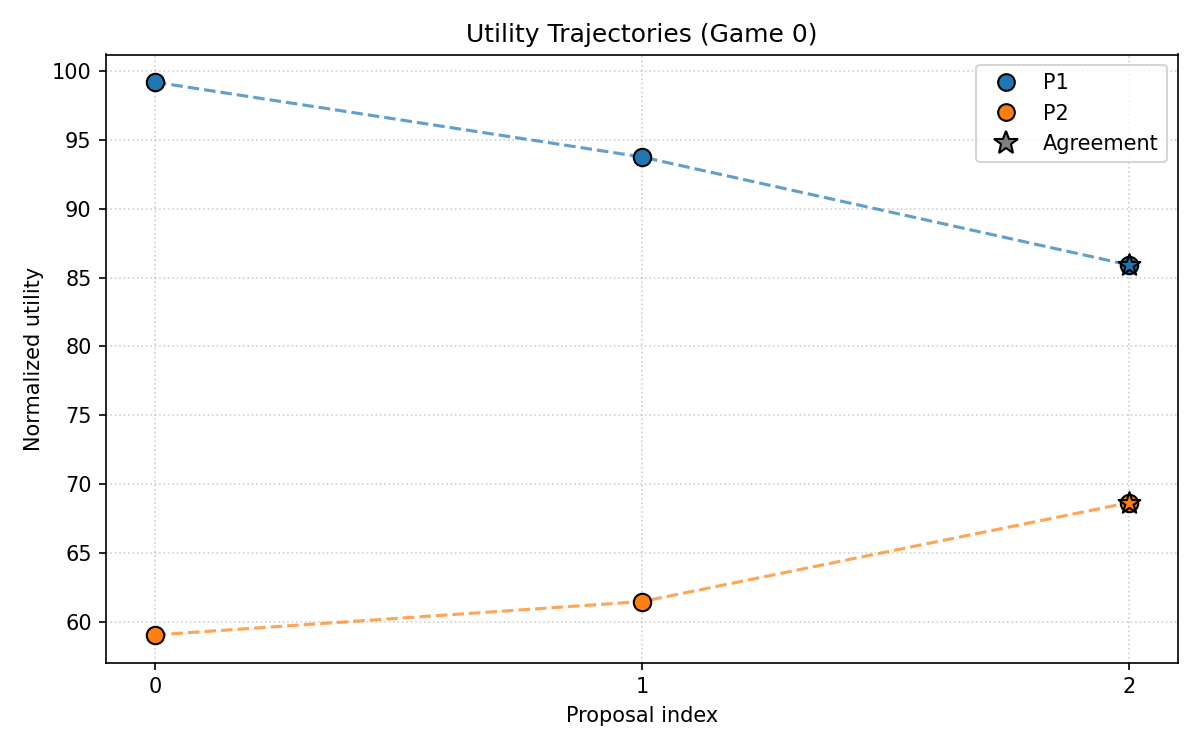 Utility Trajectories (Game 0)
P1
P2
Agreement
Normalized utility
100
95
90
85
80
75
70
65
60
0
1
2
Proposal index